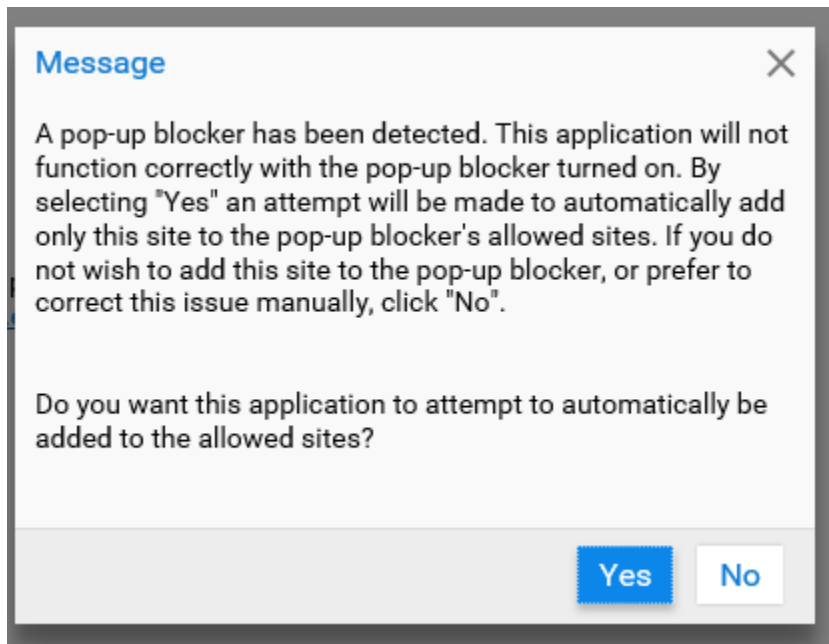 Message
A pop-up blocker has been detected. This application will not
function correctly with the pop-up blocker turned on. By
selecting "Yes" an attempt will be made to automatically add
only this site to the pop-up blocker's allowed sites. If you do
not wish to add this site to the pop-up blocker, or prefer to
correct this issue manually, click "No".
Do you want this application to attempt to automatically be
added to the allowed sites?
Yes No